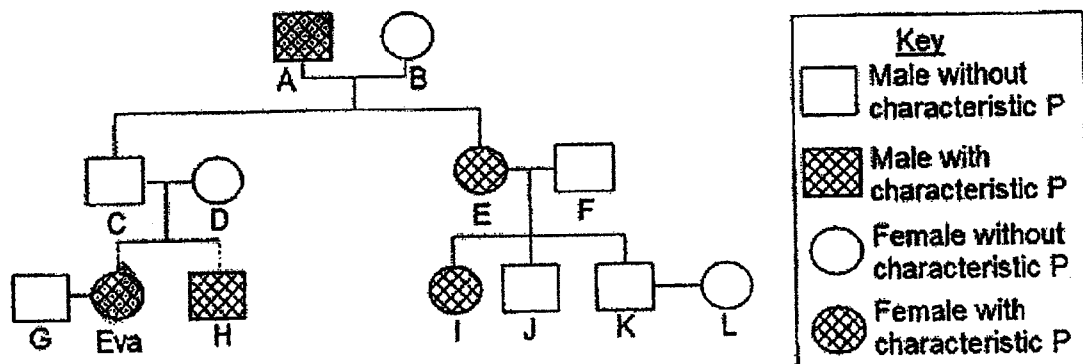 A B
C D E F
G Eva H I J K L
Key
Male without
characteristic P
Male with
characteristic P
Female without
characteristic P
Female with
characteristic P